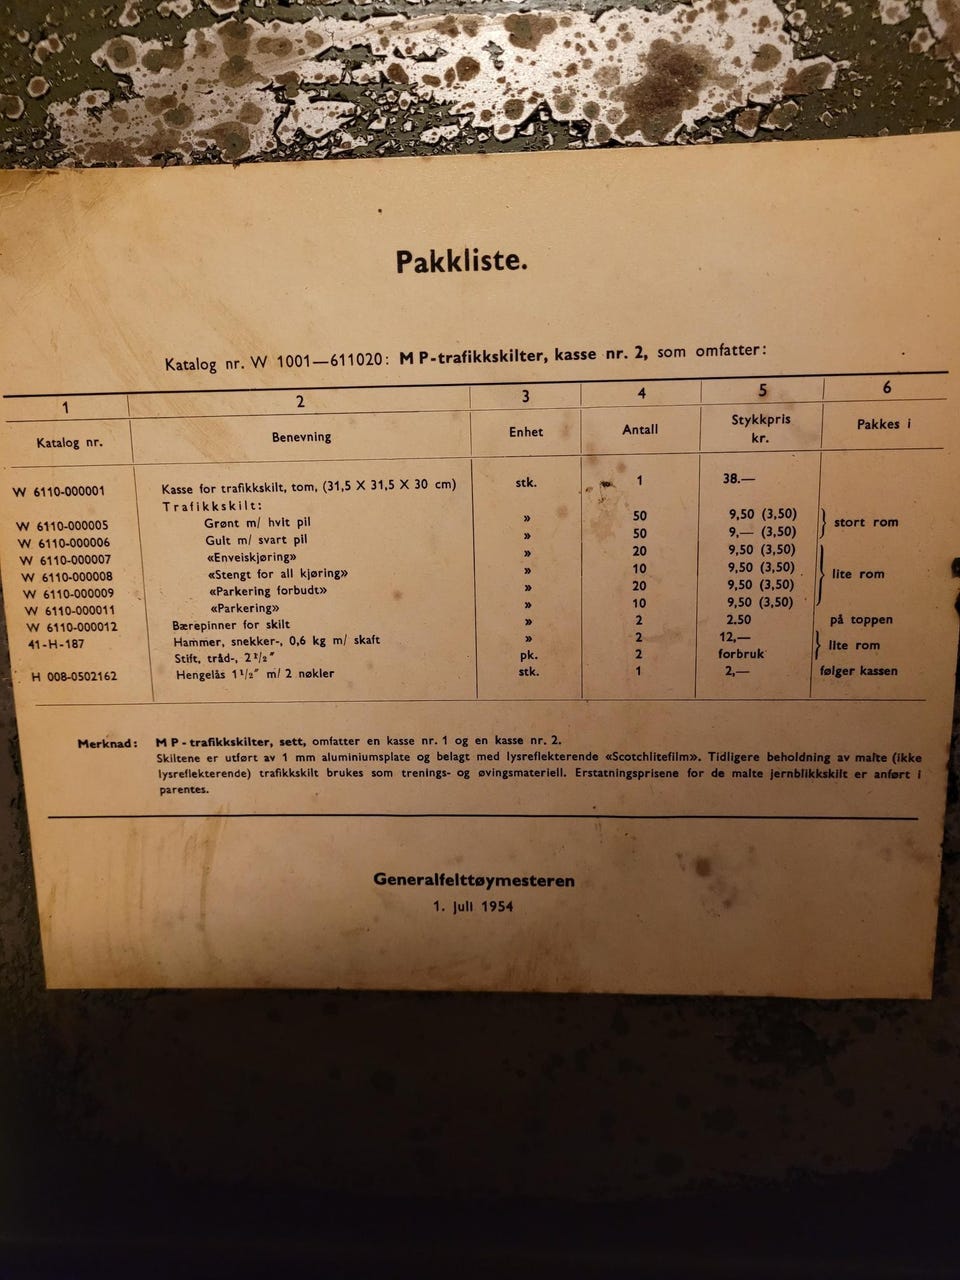 Pakkliste.
Katalog nr. W 1001—611020: M P-trafikkskilter, kasse nr. 2, som omfatter:
1 2 3 4 5 6
Katalog nr. Benevning Enhet Antall Stykkpris kr. Pakkes i
W 6110-000001 Kasse for trafikkskilt, tom, (31,5 X 31,5 X 30 cm) stk. 1 38.—
Trafikkskilt:
W 6110-000005 Grønt m/ hvit pil » 50 9,50 (3,50) stort rom
W 6110-000006 Gult m/ svart pil » 50 9,— (3,50)
W 6110-000007 «Enveiskjøring» » 20 9,50 (3,50)
W 6110-000008 «Stengt for all kjøring» » 10 9,50 (3,50) lite rom
W 6110-000009 «Parkering forbudt» » 20 9,50 (3,50)
W 6110-000011 «Parkering» » 10 9,50 (3,50)
W 6110-000012 Bærepinner for skilt » 2 2.50 på toppen
41-H-187 Hammer, snekker-, 0,6 kg m/ skaft » 2 12,— lite rom
Stift, tråd-, 2¹/₂″ pk. 2 forbruk
H 008-0502162 Hengelås 1¹/₂″ m/ 2 nøkler stk. 1 2,— følger kassen
Merknad: M P - trafikkskilter, sett, omfatter en kasse nr. 1 og en kasse nr. 2.
Skiltene er utført av 1 mm aluminiumsplate og belagt med lysreflekterende «Scotchlitefilm». Tidligere beholdning av malte (ikke
lysreflekterende) trafikkskilt brukes som trenings- og øvingsmateriell. Erstatningsprisene for de malte jernblikkskilt er anført i
parentes.
Generalfelttøymesteren
1. juli 1954